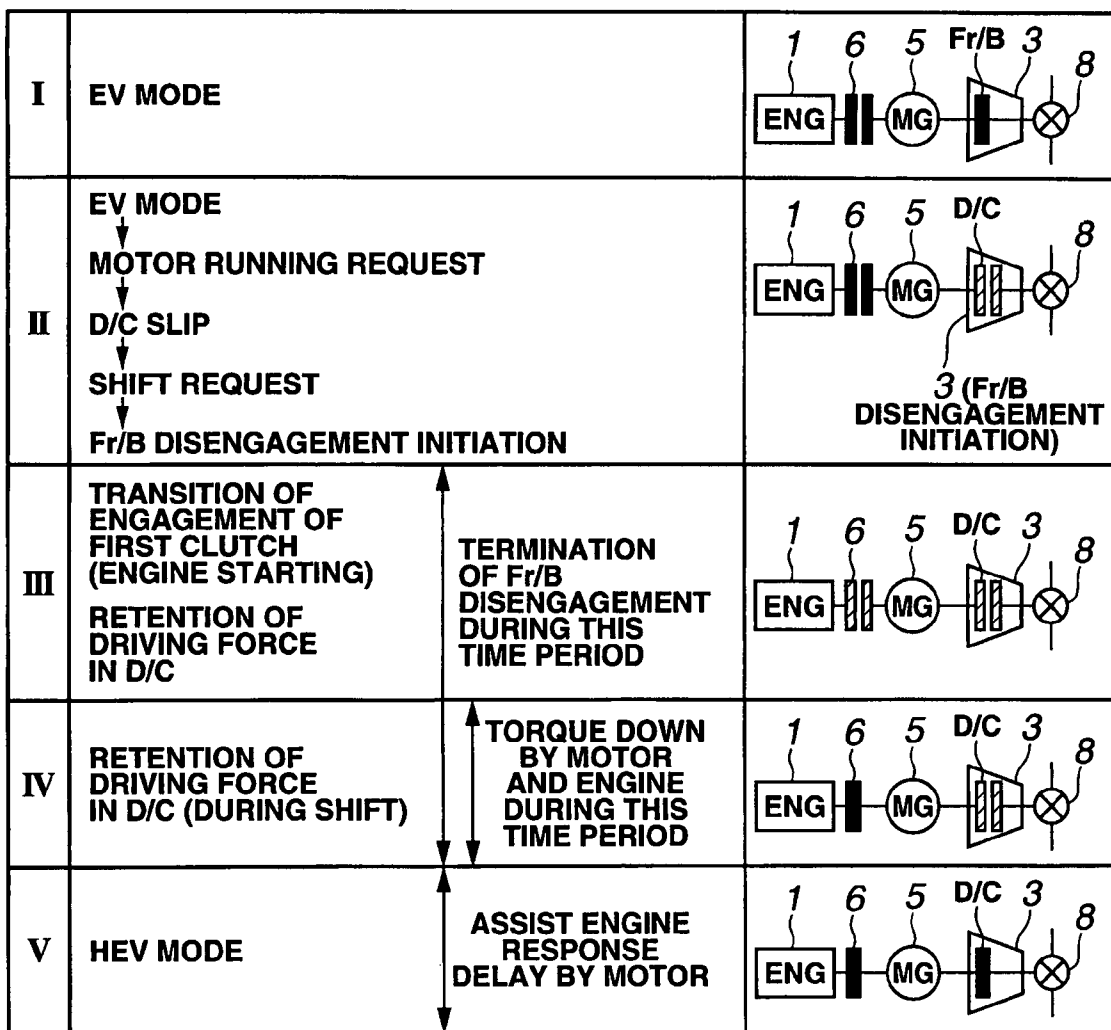 I
EV MODE
1 6 5 Fr/B 3 8
ENG MG
II
EV MODE
MOTOR RUNNING REQUEST
D/C SLIP
SHIFT REQUEST
Fr/B DISENGAGEMENT INITIATION
1 6 5 D/C 8
ENG MG
3 (Fr/B
DISENGAGEMENT
INITIATION)
III
TRANSITION OF
ENGAGEMENT OF
FIRST CLUTCH
(ENGINE STARTING)
RETENTION OF
DRIVING FORCE
IN D/C
TERMINATION
OF Fr/B
DISENGAGEMENT
DURING THIS
TIME PERIOD
1 6 5 D/C 3 8
ENG MG
IV
RETENTION OF
DRIVING FORCE
IN D/C (DURING SHIFT)
TORQUE DOWN
BY MOTOR
AND ENGINE
DURING THIS
TIME PERIOD
1 6 5 D/C 3 8
ENG MG
V
HEV MODE
ASSIST ENGINE
RESPONSE
DELAY BY MOTOR
1 6 5 D/C 3 8
ENG MG